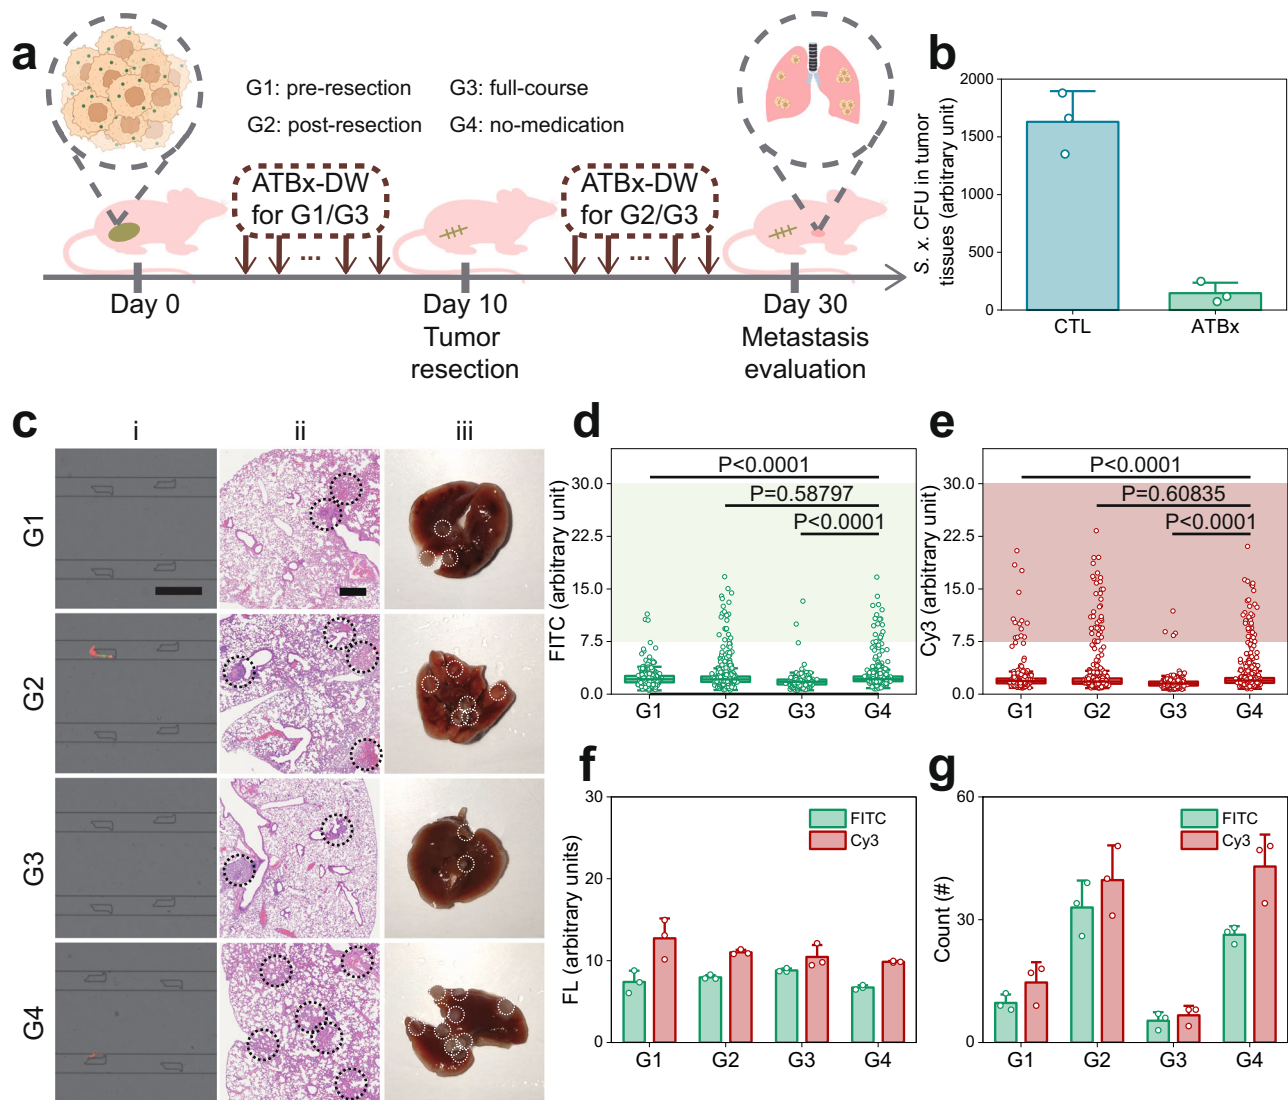 a
G1: pre-resection
G3: full-course
G2: post-resection
G4: no-medication
ATBx-DW
for G1/G3
...
ATBx-DW
for G2/G3
...
Day 0
Day 10
Tumor
resection
Day 30
Metastasis
evaluation
b
S. x. CFU in tumor
tissues (arbitrary unit)
2000
1500
1000
500
0
CTL
ATBx
c
i
ii
iii
G1
G2
G3
G4
d
FITC (arbitrary unit)
30.0
22.5
15.0
7.5
0.0
P<0.0001
P=0.58797
P<0.0001
G1
G2
G3
G4
e
Cy3 (arbitrary unit)
30.0
22.5
15.0
7.5
0.0
P<0.0001
P=0.60835
P<0.0001
G1
G2
G3
G4
f
FL (arbitrary units)
30
20
10
0
FITC
Cy3
G1
G2
G3
G4
g
Count (#)
60
30
0
FITC
Cy3
G1
G2
G3
G4